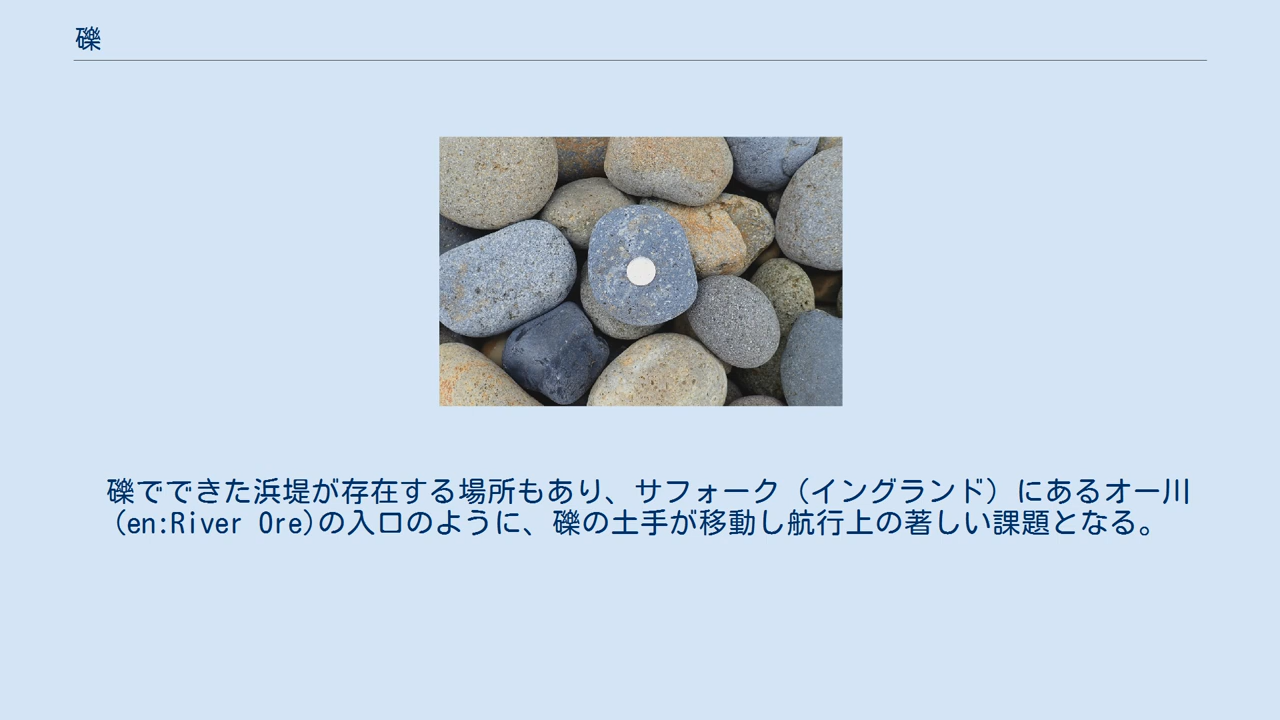 礫
礫でできた浜堤が存在する場所もあり、サフォーク（イングランド）にあるオー川
(en:River Ore)の入口のように、礫の土手が移動し航行上の著しい課題となる。